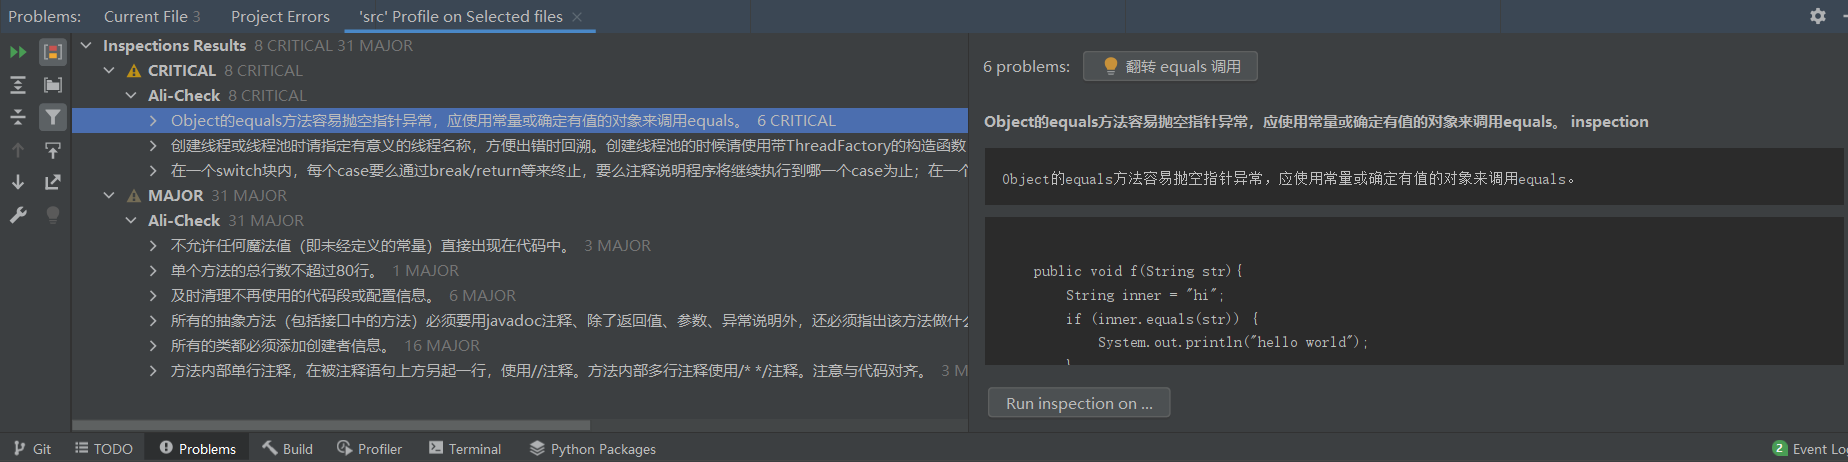 Problems: Current File 3 Project Errors 'src' Profile on Selected files
Inspections Results 8 CRITICAL 31 MAJOR
CRITICAL 8 CRITICAL
Ali-Check 8 CRITICAL
Object的equals方法容易抛空指针异常，应使用常量或确定有值的对象来调用equals。 6 CRITICAL
创建线程或线程池时请指定有意义的线程名称，方便出错时回溯。创建线程池的时候请使用带ThreadFactory的构造函数
在一个switch块内，每个case要么通过break/return等来终止，要么注释说明程序将继续执行到哪一个case为止；在一个
MAJOR 31 MAJOR
Ali-Check 31 MAJOR
不允许任何魔法值（即未经定义的常量）直接出现在代码中。 3 MAJOR
单个方法的总行数不超过80行。 1 MAJOR
及时清理不再使用的代码段或配置信息。 6 MAJOR
所有的抽象方法（包括接口中的方法）必须要用javadoc注释、除了返回值、参数、异常说明外，还必须指出该方法做什么
所有的类都必须添加创建者信息。 16 MAJOR
方法内部单行注释，在被注释语句上方另起一行，使用//注释。方法内部多行注释使用/* */注释。注意与代码对齐。 3 M
6 problems: 翻转 equals 调用
Object的equals方法容易抛空指针异常，应使用常量或确定有值的对象来调用equals。 inspection
Object的equals方法容易抛空指针异常，应使用常量或确定有值的对象来调用equals。
public void f(String str){
String inner = "hi";
if (inner.equals(str)) {
System.out.println("hello world");
}
Run inspection on ...
Git TODO Problems Build Profiler Terminal Python Packages 2 Event Lo